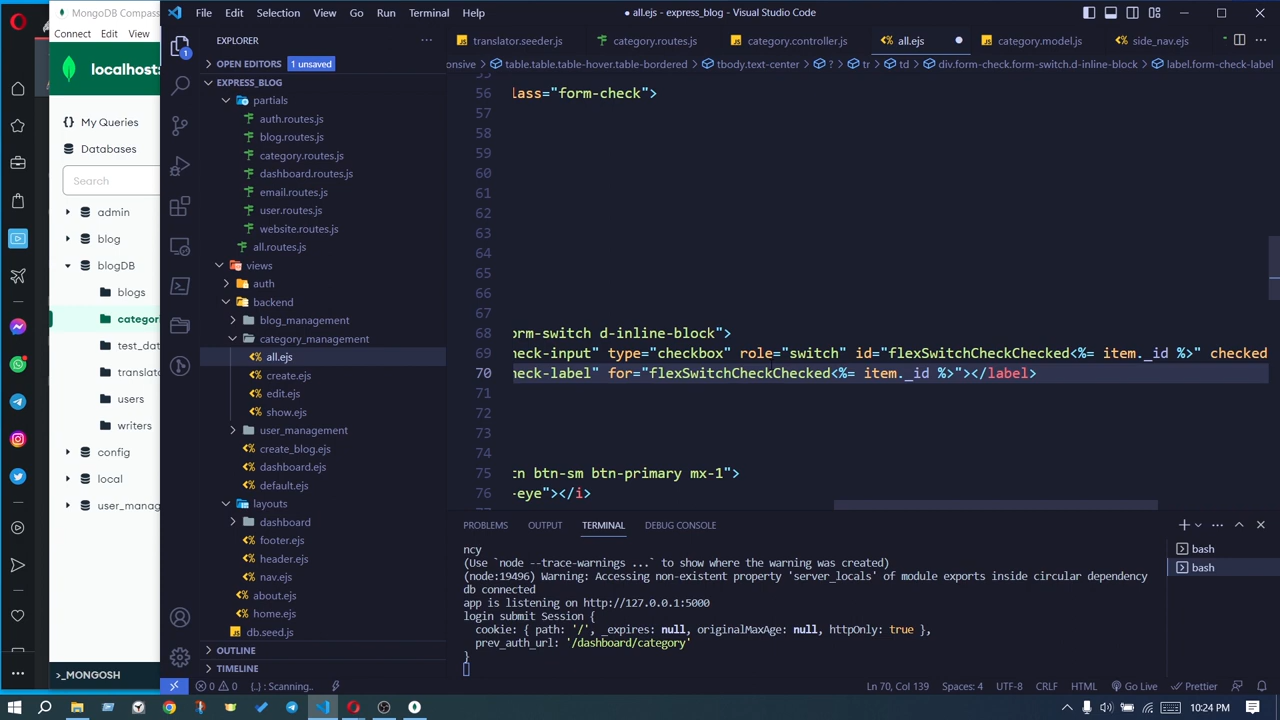 MongoDB Compass
Connect Edit View
localhost:
My Queries
Databases
Search
admin
blog
blogDB
blogs
categor
test_dat
translato
users
writers
config
local
user_manag
>_MONGOSH
File Edit Selection View Go Run Terminal Help
● all.ejs - express_blog - Visual Studio Code
EXPLORER
OPEN EDITORS 1 unsaved
EXPRESS_BLOG
partials
auth.routes.js
blog.routes.js
category.routes.js
dashboard.routes.js
email.routes.js
user.routes.js
website.routes.js
all.routes.js
views
auth
backend
blog_management
category_management
all.ejs
create.ejs
edit.ejs
show.ejs
user_management
create_blog.ejs
dashboard.ejs
default.ejs
layouts
dashboard
footer.ejs
header.ejs
nav.ejs
about.ejs
home.ejs
db.seed.js
OUTLINE
TIMELINE
translator.seeder.js category.routes.js category.controller.js all.ejs category.model.js side_nav.ejs
onsive > table.table.table-hover.table-bordered > tbody.text-center > ? > tr > td > div.form-check.form-switch.d-inline-block > label.form-check-label
55
56 lass="form-check">
57
58
59
60
61
62
63
64
65
66
67
68 orm-switch d-inline-block">
69 heck-input" type="checkbox" role="switch" id="flexSwitchCheckChecked<%= item._id %>" checked
70 heck-label" for="flexSwitchCheckChecked<%= item._id %>"></label>
71
72
73
74
75 tn btn-sm btn-primary mx-1">
76 -eye"></i>
77
PROBLEMS OUTPUT TERMINAL DEBUG CONSOLE
ncy
(Use `node --trace-warnings ...` to show where the warning was created)
(node:19496) Warning: Accessing non-existent property 'server_locals' of module exports inside circular dependency
db connected
app is listening on http://127.0.0.1:5000
login submit Session {
cookie: { path: '/', _expires: null, originalMaxAge: null, httpOnly: true },
prev_auth_url: '/dashboard/category'
}
bash
bash
0 0 {..} : Scanning.. Ln 70, Col 139 Spaces: 4 UTF-8 CRLF HTML Go Live Prettier
10:24 PM